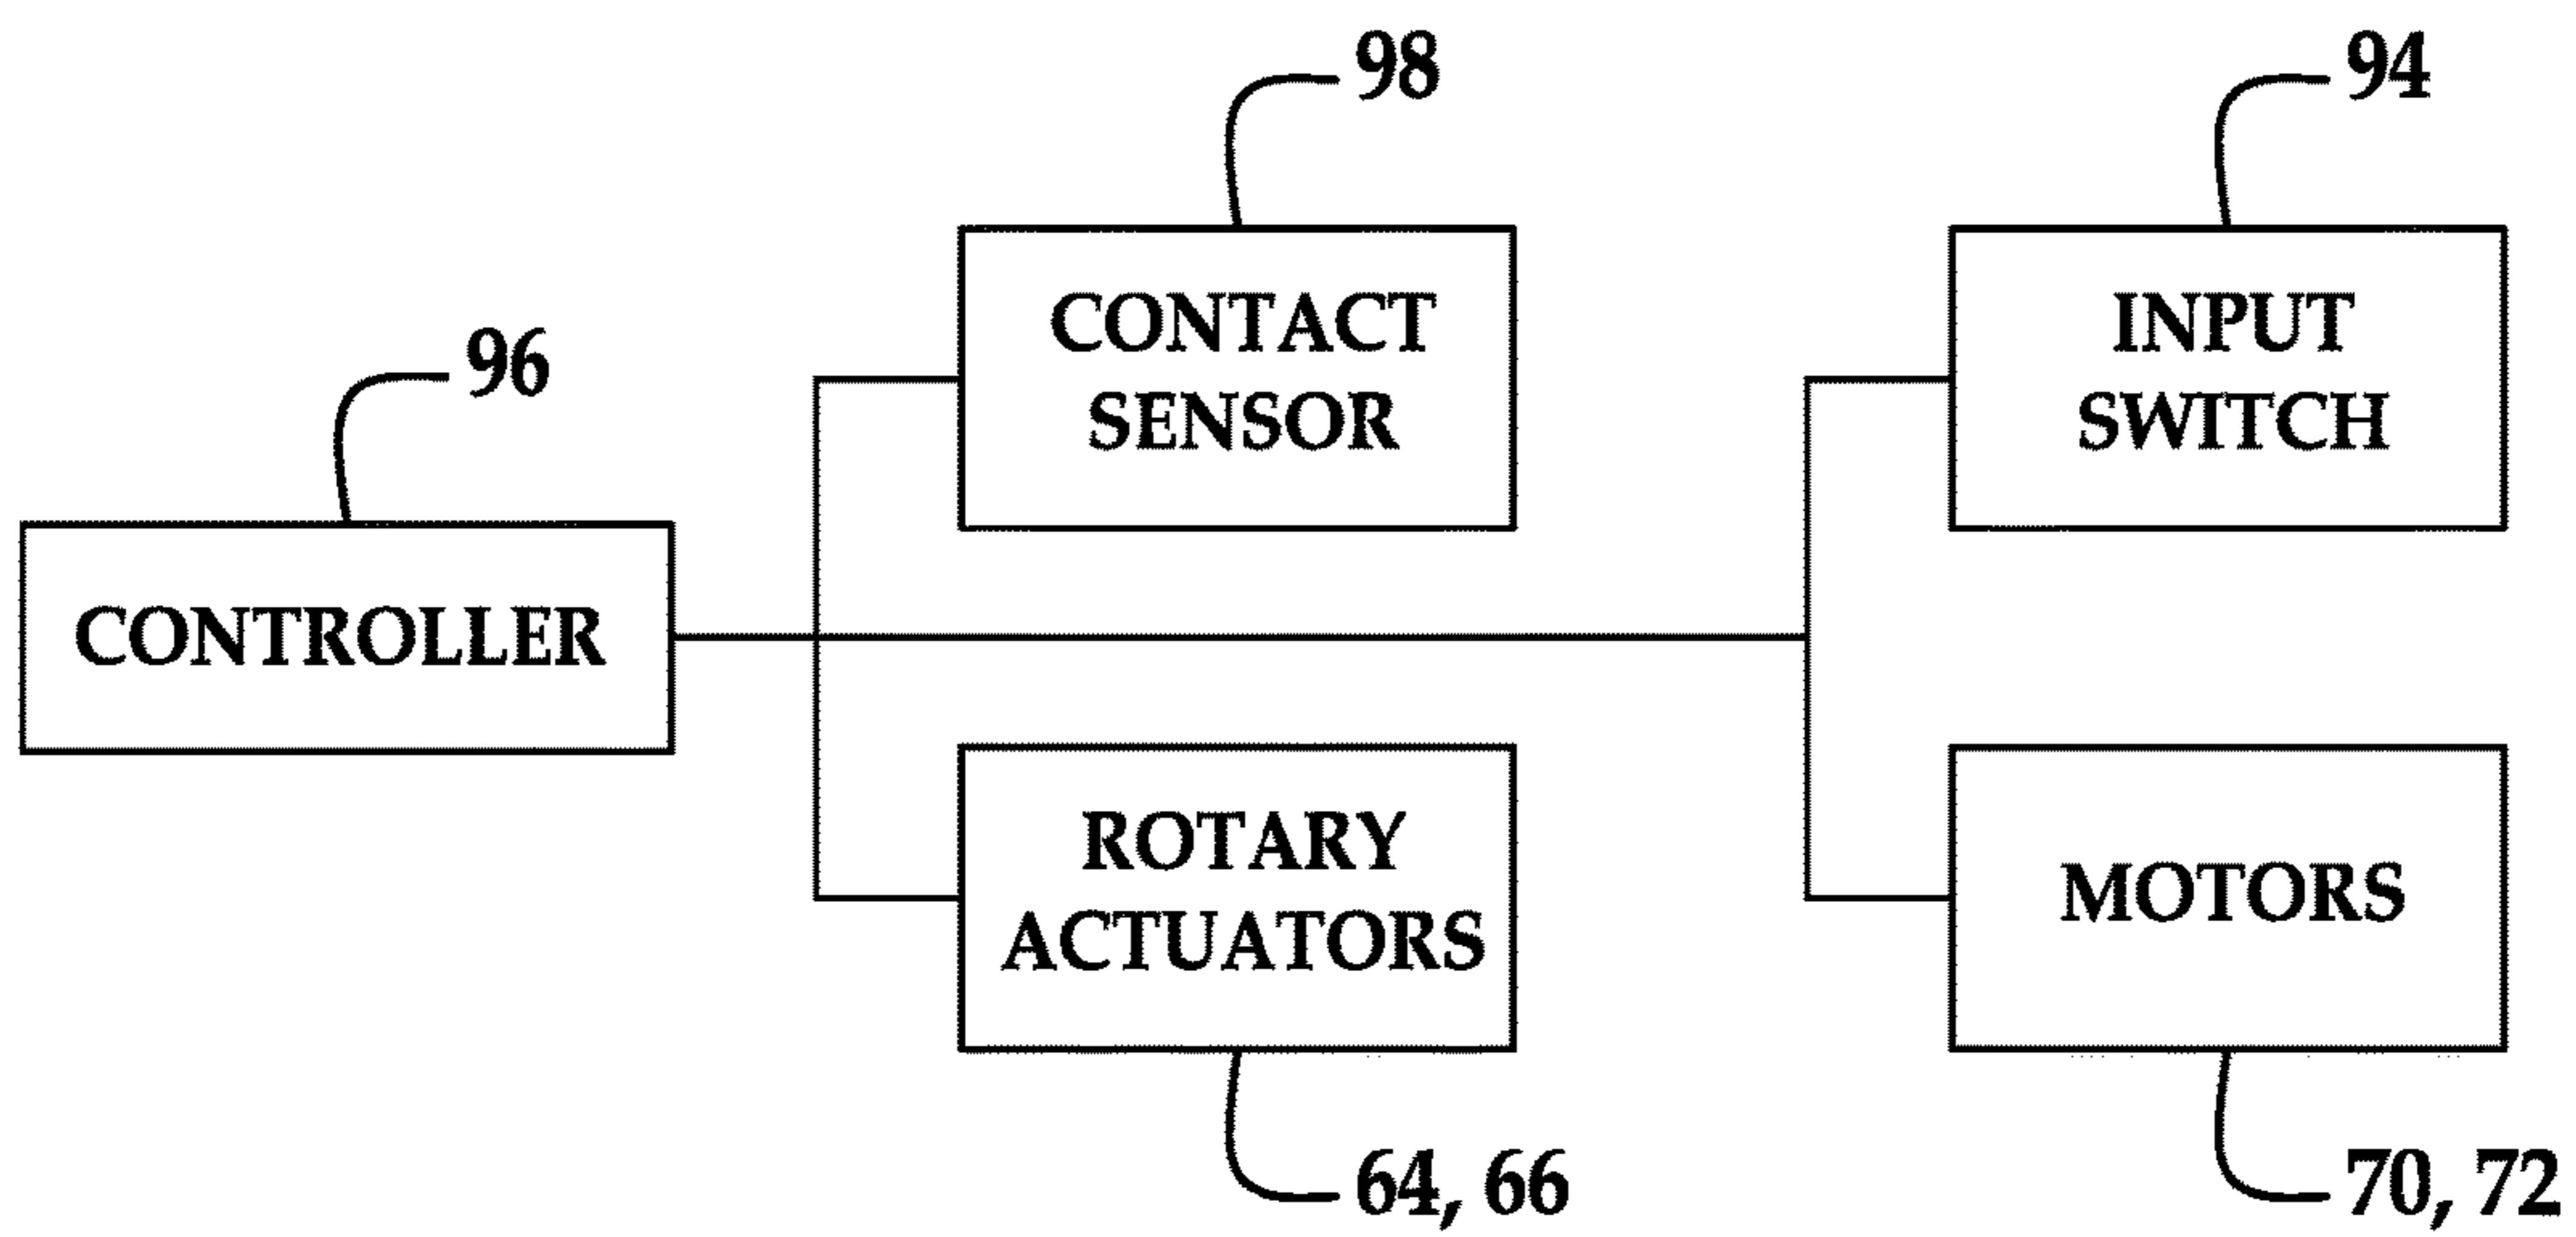 98
94
96
CONTACT
SENSOR
INPUT
SWITCH
CONTROLLER
ROTARY
ACTUATORS
MOTORS
64, 66
70, 72